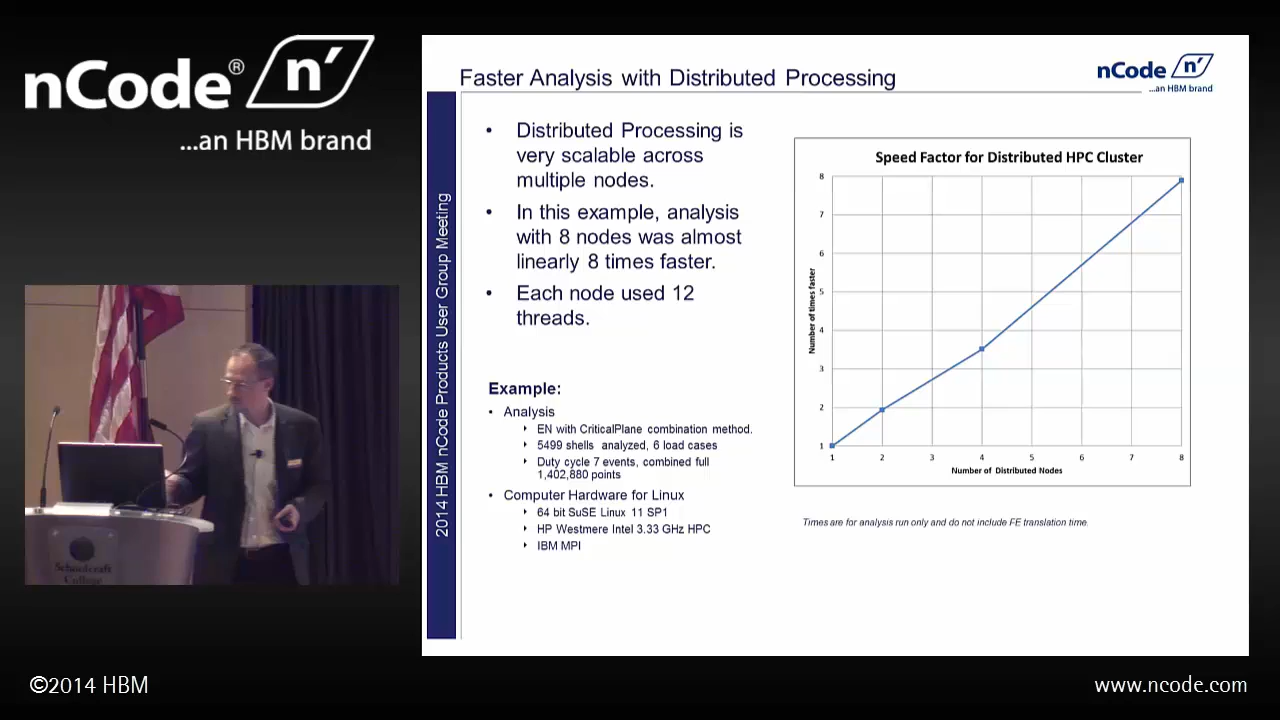 nCode® n'
...an HBM brand
Schoolcraft
College
Faster Analysis with Distributed Processing
nCode n'
...an HBM brand
2014 HBM nCode Products User Group Meeting
• Distributed Processing is
very scalable across
multiple nodes.
• In this example, analysis
with 8 nodes was almost
linearly 8 times faster.
• Each node used 12
threads.
Example:
• Analysis
EN with CriticalPlane combination method.
5499 shells analyzed, 6 load cases
Duty cycle 7 events, combined full
1,402,880 points
• Computer Hardware for Linux
64 bit SuSE Linux 11 SP1
HP Westmere Intel 3.33 GHz HPC
IBM MPI
Speed Factor for Distributed HPC Cluster
Number of times faster
8
7
6
5
4
3
2
1
1 2 3 4 5 6 7 8
Number of Distributed Nodes
Times are for analysis run only and do not include FE translation time.
©2014 HBM
www.ncode.com